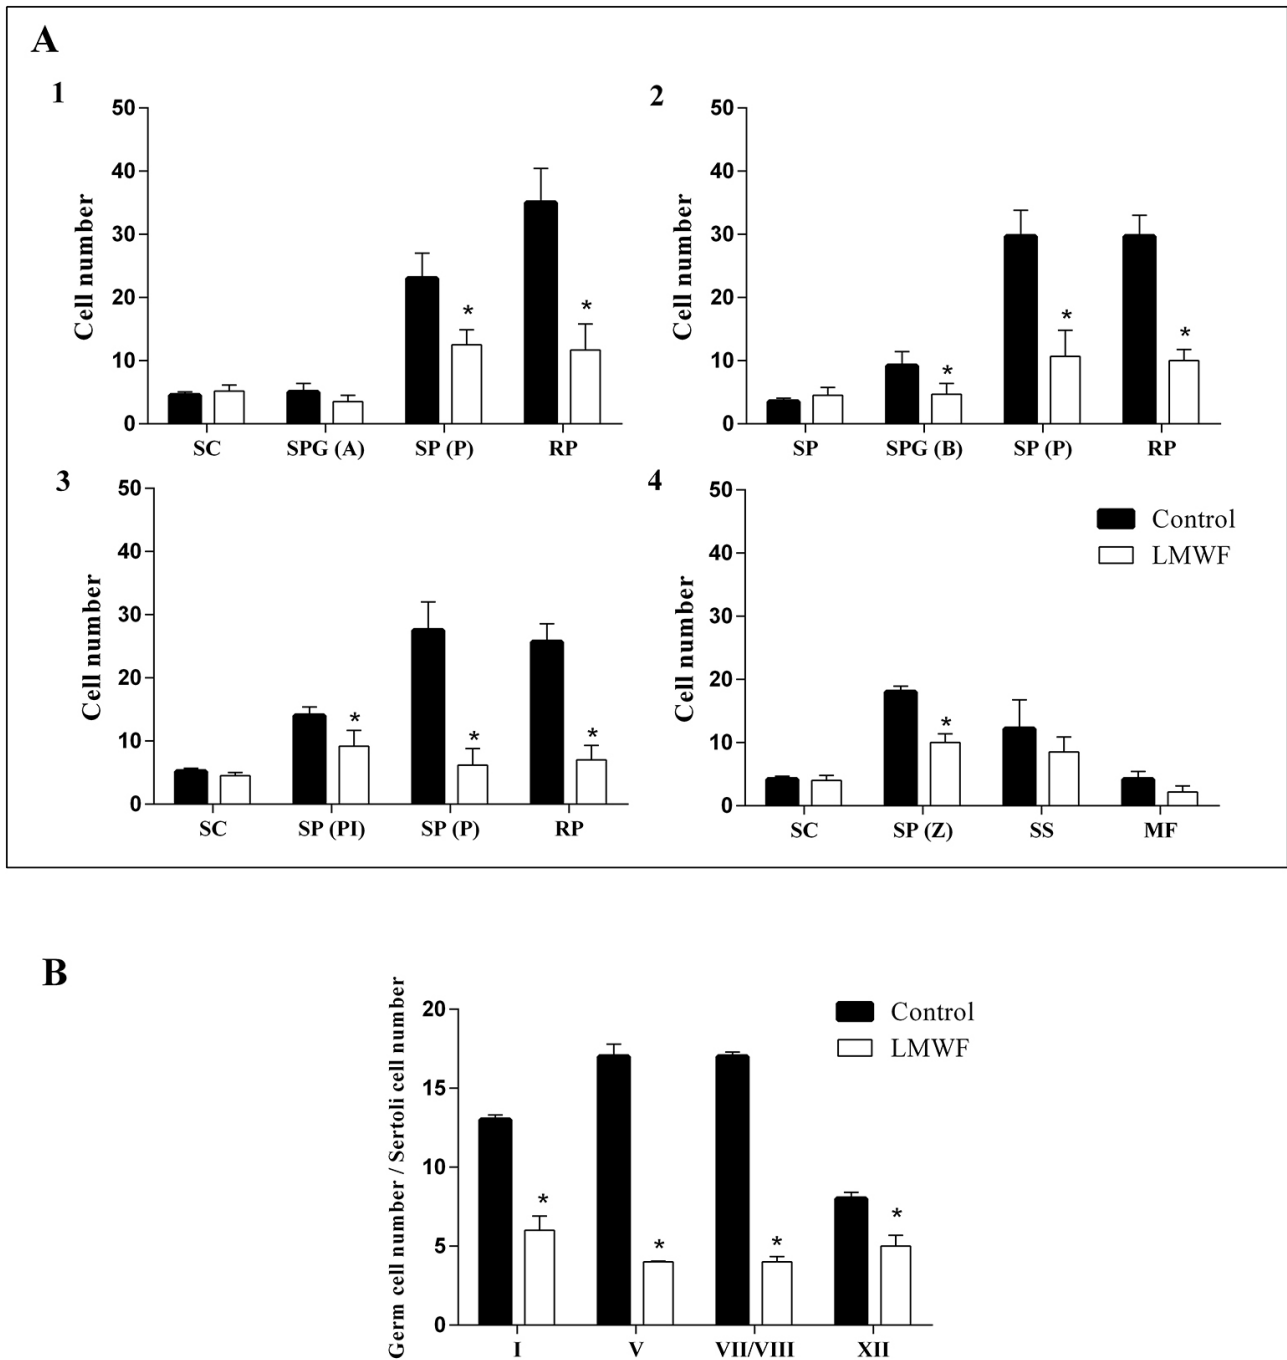 A
1
50
40
30
20
10
0
Cell number
*
*
SC SPG (A) SP (P) RP
2
50
40
30
20
10
0
Cell number
*
*
*
SP SPG (B) SP (P) RP
3
50
40
30
20
10
0
Cell number
*
*
*
SC SP (PI) SP (P) RP
4
50
40
30
20
10
0
Cell number
Control
LMWF
*
SC SP (Z) SS MF
B
20
15
10
5
0
Germ cell number / Sertoli cell number
Control
LMWF
*
*
*
*
I V VII/VIII XII